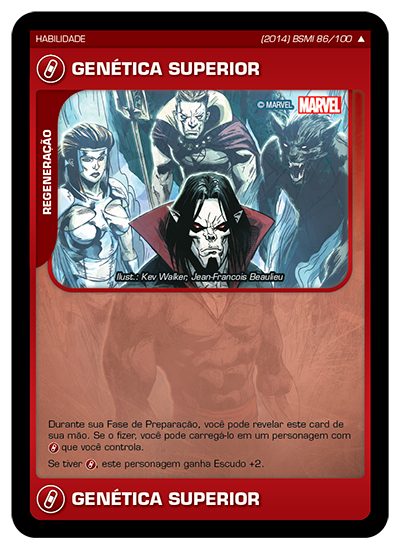 HABILIDADE (2014) BSMI 86/100 ▲
GENÉTICA SUPERIOR
REGENERAÇÃO
© MARVEL MARVEL
Ilust.: Kev Walker, Jean-Francois Beaulieu
Durante sua Fase de Preparação, você pode revelar este card de
sua mão. Se o fizer, você pode carregá-lo em um personagem com
que você controla.
Se tiver , este personagem ganha Escudo +2.
GENÉTICA SUPERIOR